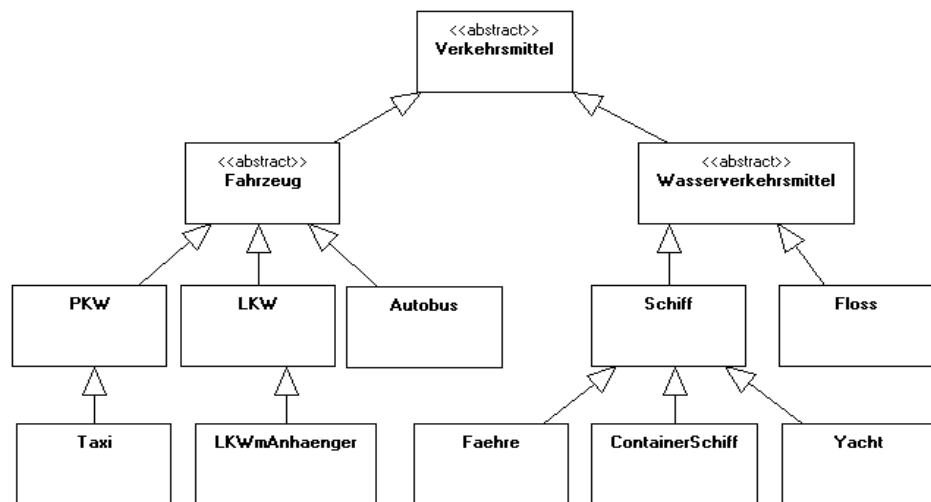 <<abstract>>
Verkehrsmittel
<<abstract>>
Fahrzeug
<<abstract>>
Wasserverkehrsmittel
PKW
LKW
Autobus
Schiff
Floss
Taxi
LKWmAnhaenger
Faehre
ContainerSchiff
Yacht